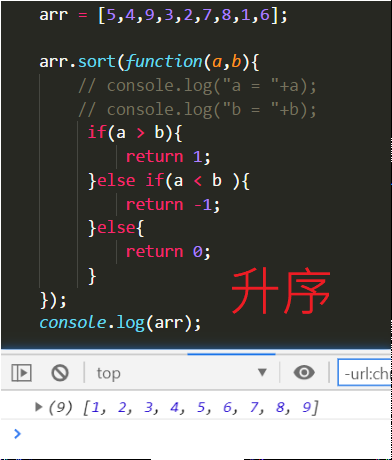 arr = [5,4,9,3,2,7,8,1,6];
arr.sort(function(a,b){
// console.log("a = "+a);
// console.log("b = "+b);
if(a > b){
return 1;
}else if(a < b ){
return -1;
}else{
return 0;
}
});
升序
console.log(arr);
top
-url:ch
(9) [1, 2, 3, 4, 5, 6, 7, 8, 9]